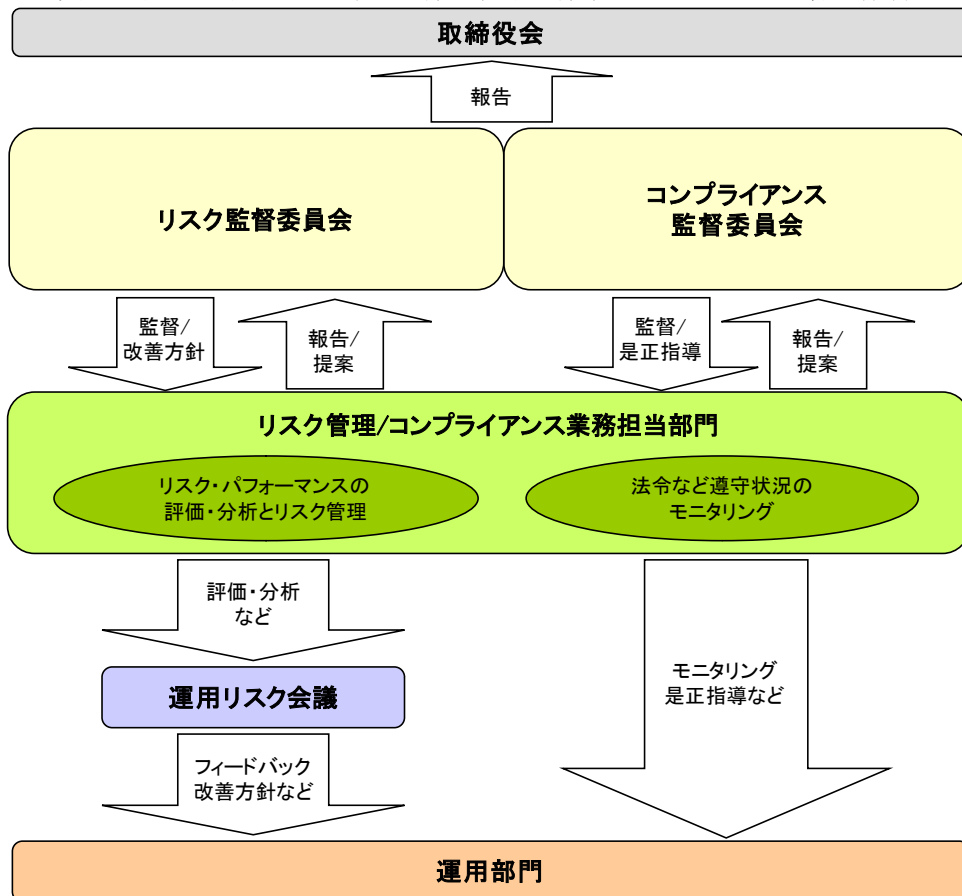 取締役会
報告
リスク監督委員会
コンプライアンス
監督委員会
監督/
改善方針
報告/
提案
監督/
是正指導
報告/
提案
リスク管理/コンプライアンス業務担当部門
リスク・パフォーマンスの
評価・分析とリスク管理
法令など遵守状況の
モニタリング
評価・分析
など
運用リスク会議
モニタリング
是正指導など
フィードバック
改善方針など
運用部門